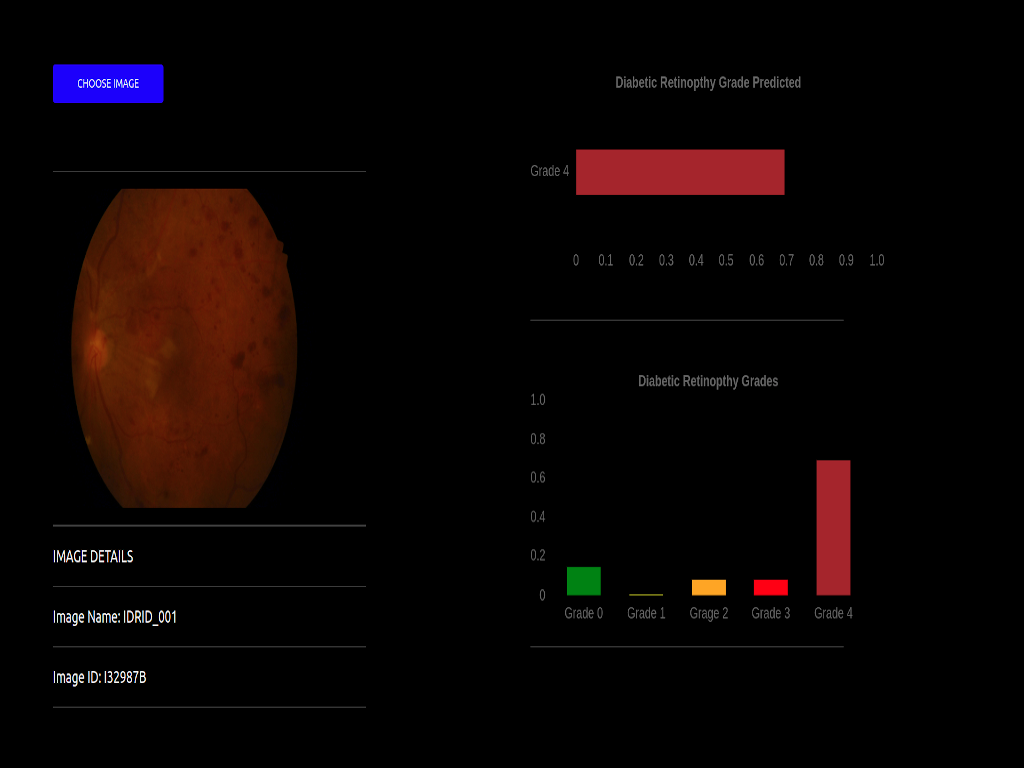 CHOOSE IMAGE
IMAGE DETAILS
Image Name: IDRID_001
Image ID: I32987B
Diabetic Retinopthy Grade Predicted
Grade 4
0 0.1 0.2 0.3 0.4 0.5 0.6 0.7 0.8 0.9 1.0
Diabetic Retinopthy Grades
1.0
0.8
0.6
0.4
0.2
0
Grade 0 Grade 1 Grage 2 Grade 3 Grade 4